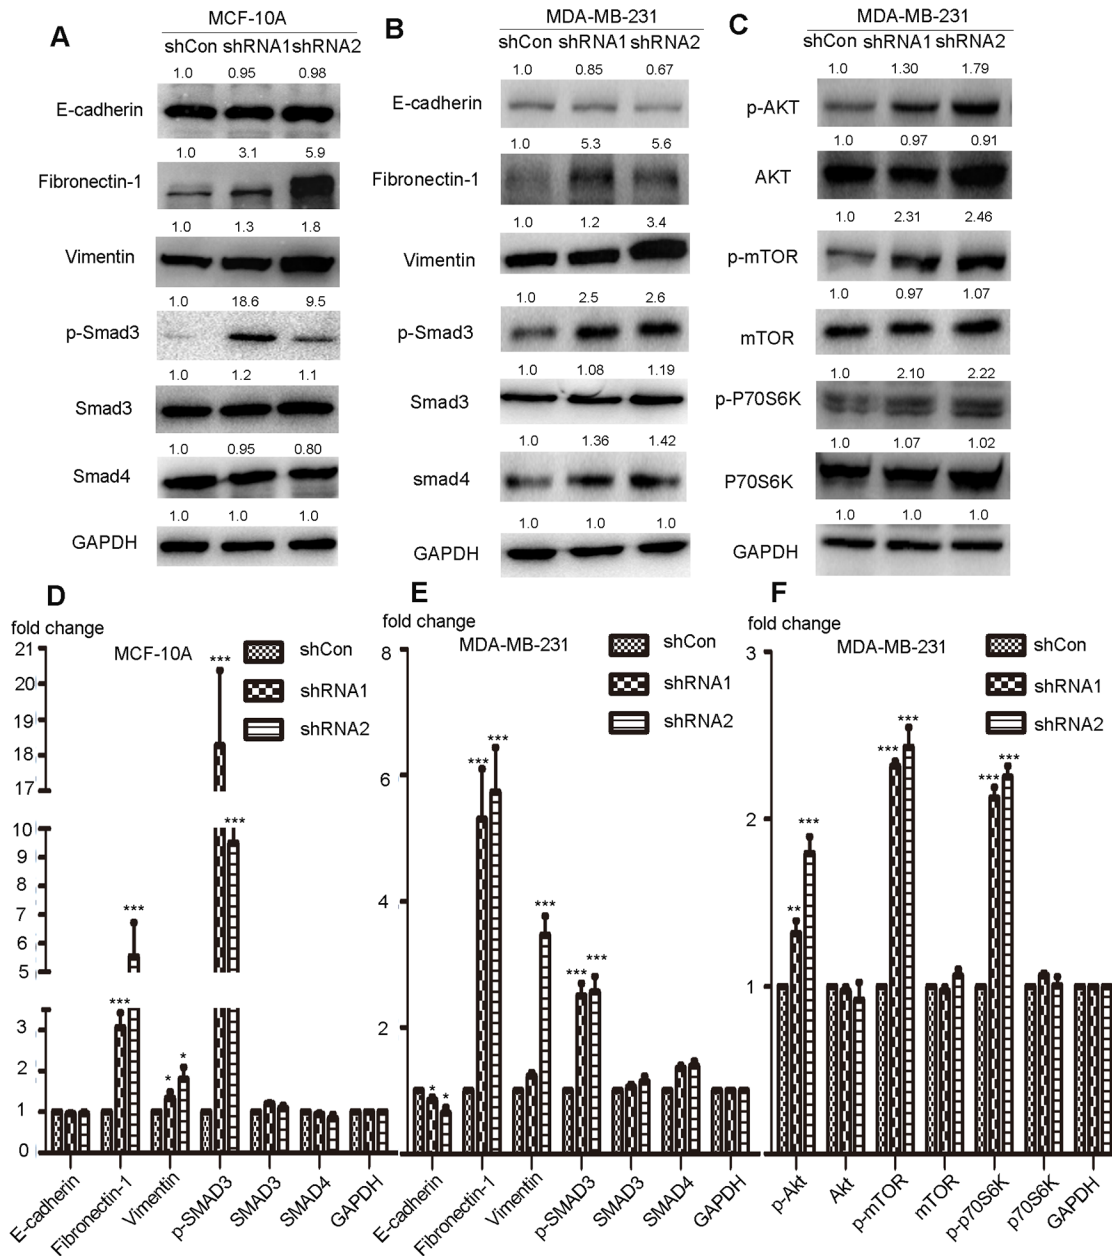 A
MCF-10A
shCon shRNA1 shRNA2
1.0 0.95 0.98
E-cadherin
1.0 3.1 5.9
Fibronectin-1
1.0 1.3 1.8
Vimentin
1.0 18.6 9.5
p-Smad3
1.0 1.2 1.1
Smad3
1.0 0.95 0.80
Smad4
1.0 1.0 1.0
GAPDH
B
MDA-MB-231
shCon shRNA1 shRNA2
1.0 0.85 0.67
E-cadherin
1.0 5.3 5.6
Fibronectin-1
1.0 1.2 3.4
Vimentin
1.0 2.5 2.6
p-Smad3
1.0 1.08 1.19
Smad3
1.0 1.36 1.42
smad4
1.0 1.0 1.0
GAPDH
C
MDA-MB-231
shCon shRNA1 shRNA2
1.0 1.30 1.79
p-AKT
1.0 0.97 0.91
AKT
1.0 2.31 2.46
p-mTOR
1.0 0.97 1.07
mTOR
1.0 2.10 2.22
p-P70S6K
1.0 1.07 1.02
P70S6K
1.0 1.0 1.0
GAPDH
D
fold change
MCF-10A
shCon
shRNA1
shRNA2
21
20
19
18
17
10
9
8
7
6
5
3
2
1
0
*** *** * * *** ***
E-cadherin
Fibronectin-1
Vimentin
p-SMAD3
SMAD3
SMAD4
GAPDH
E
fold change
MDA-MB-231
shCon
shRNA1
shRNA2
8
6
4
2
0
* * *** *** *** *** ***
E-cadherin
Fibronectin-1
Vimentin
p-SMAD3
SMAD3
SMAD4
GAPDH
F
fold change
MDA-MB-231
shCon
shRNA1
shRNA2
3
2
1
0
** *** *** *** *** ***
p-Akt
Akt
p-mTOR
mTOR
p-p70S6K
p70S6K
GAPDH